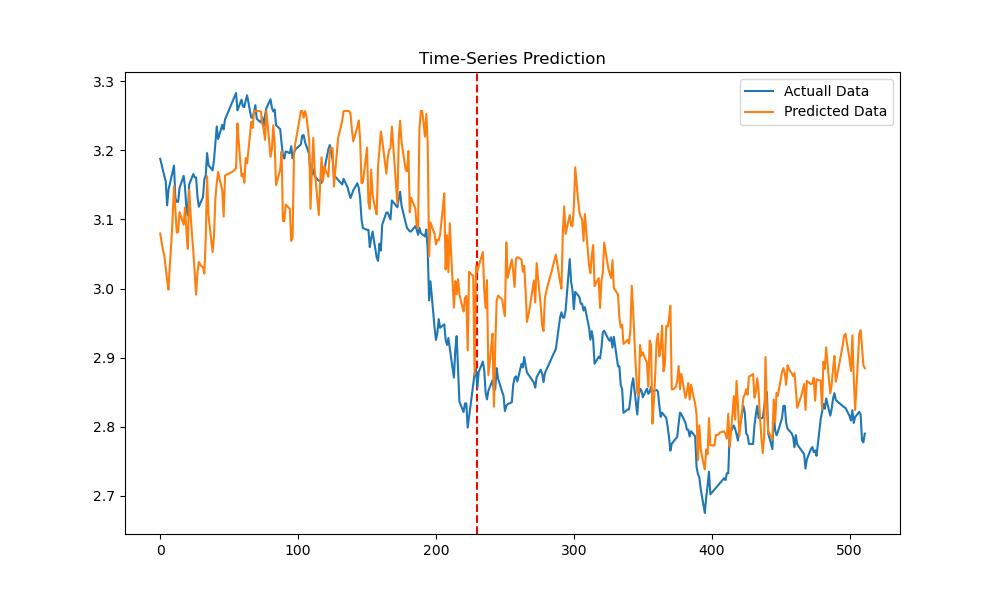 Time-Series Prediction
Actuall Data
Predicted Data
3.3
3.2
3.1
3.0
2.9
2.8
2.7
0 100 200 300 400 500